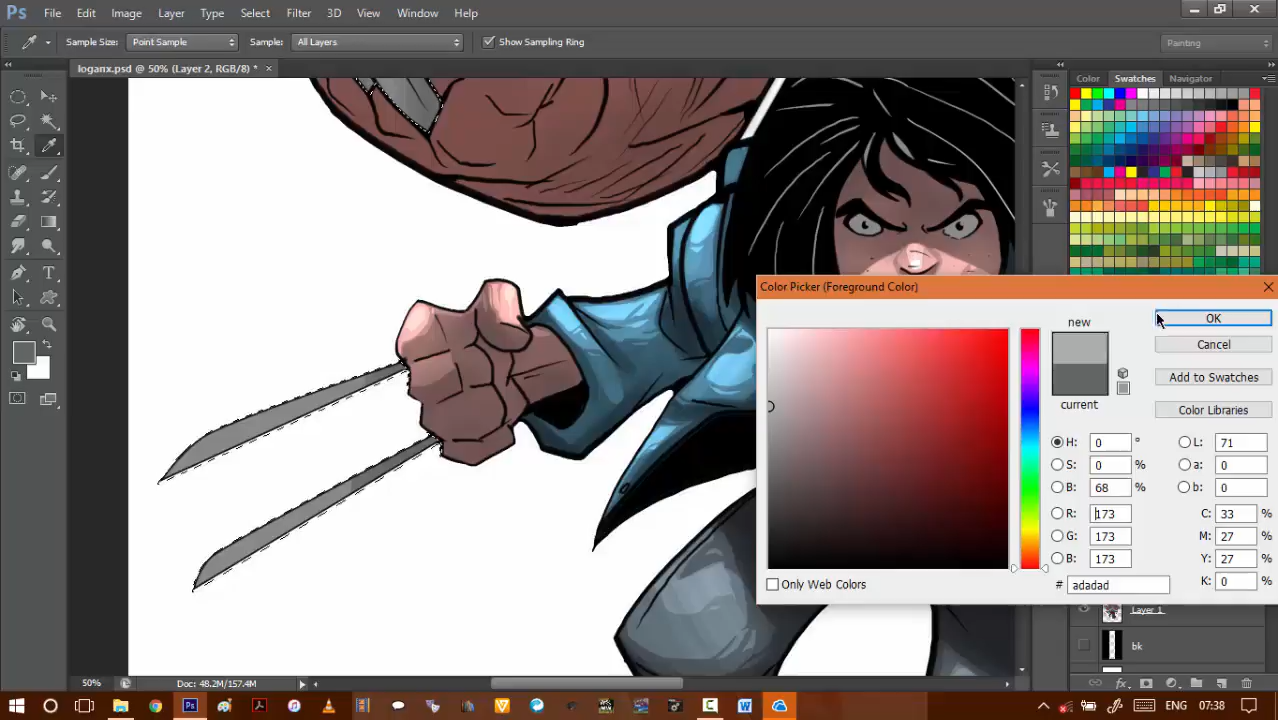 Ps File Edit Image Layer Type Select Filter 3D View Window Help
Sample Size: Point Sample Sample: All Layers Show Sampling Ring Painting
loganx.psd @ 50% (Layer 2, RGB/8) * ×
Color Swatches Navigator
Color Picker (Foreground Color)
new
OK
Cancel
Add to Swatches
current
Color Libraries
H: 0 ° L: 71
S: 0 % a: 0
B: 68 % b: 0
R: 173 C: 33 %
G: 173 M: 27 %
B: 173 Y: 27 %
Only Web Colors # adadad K: 0 %
Layer 1
bk
50% Doc: 48.2M/157.4M
Ps W ENG 07:38